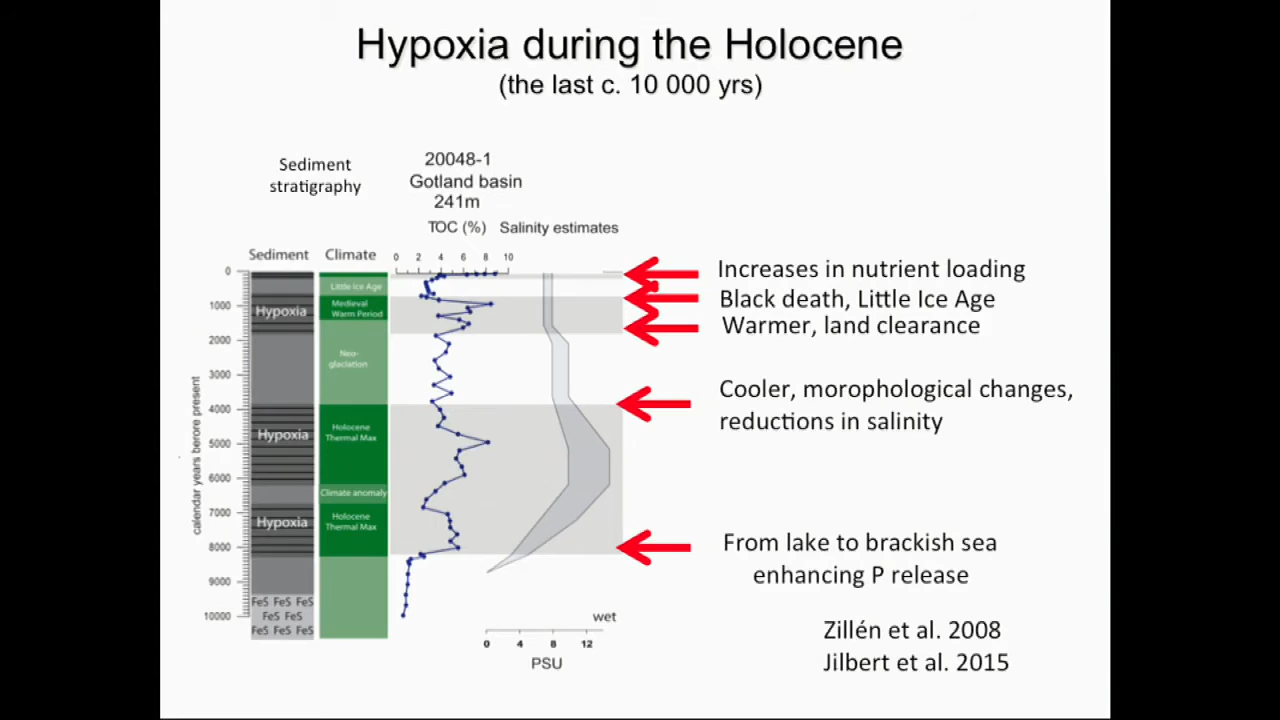 Hypoxia during the Holocene
(the last c. 10 000 yrs)
Sediment
stratigraphy
20048-1
Gotland basin
241m
TOC (%) Salinity estimates
Sediment Climate
0 2 4 6 8 10
0
1000
2000
3000
4000
5000
6000
7000
8000
9000
10000
calendar years berore present
Hypoxia
Hypoxia
Hypoxia
FeS FeS FeS
FeS FeS
FeS FeS FeS
Little Ice Age
Medieval
Warm Period
Neo-
glaciation
Holocene
Thermal Max
Climate anomaly
Holocene
Thermal Max
wet
0 4 8 12
PSU
Increases in nutrient loading
Black death, Little Ice Age
Warmer, land clearance
Cooler, morophological changes,
reductions in salinity
From lake to brackish sea
enhancing P release
Zillén et al. 2008
Jilbert et al. 2015